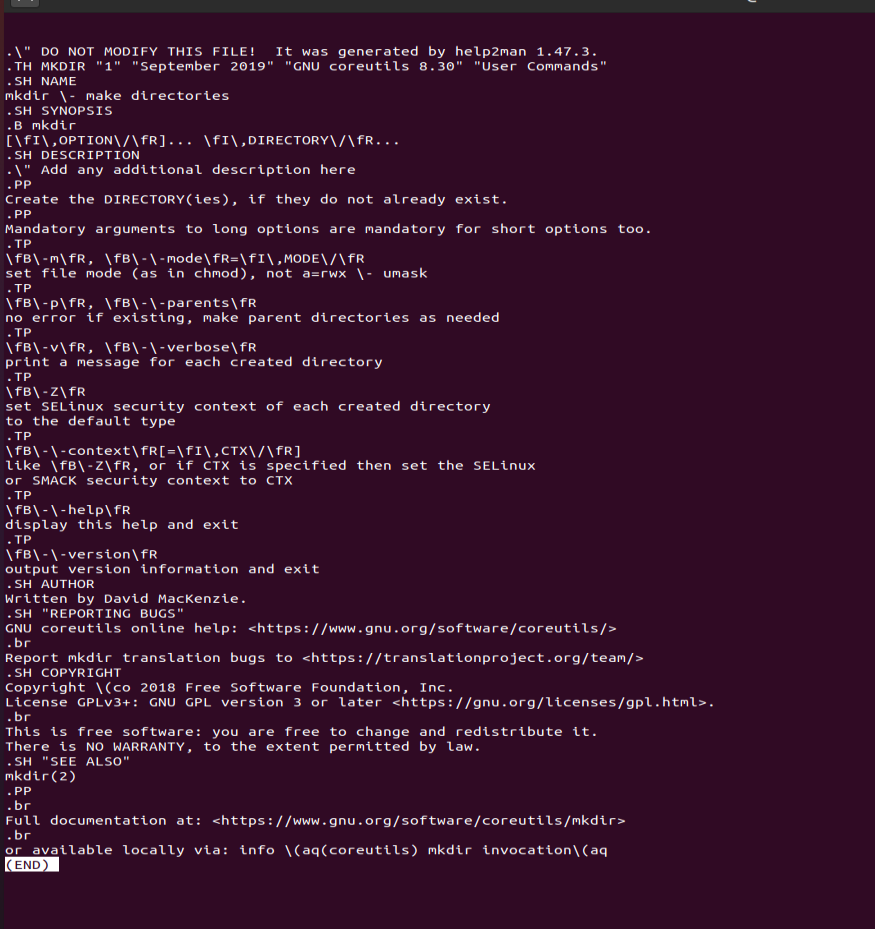 .\" DO NOT MODIFY THIS FILE!  It was generated by help2man 1.47.3.
.TH MKDIR "1" "September 2019" "GNU coreutils 8.30" "User Commands"
.SH NAME
mkdir \- make directories
.SH SYNOPSIS
.B mkdir
[\fI\,OPTION\/\fR]... \fI\,DIRECTORY\/\fR...
.SH DESCRIPTION
.\" Add any additional description here
.PP
Create the DIRECTORY(ies), if they do not already exist.
.PP
Mandatory arguments to long options are mandatory for short options too.
.TP
\fB\-m\fR, \fB\-\-mode\fR=\fI\,MODE\/\fR
set file mode (as in chmod), not a=rwx \- umask
.TP
\fB\-p\fR, \fB\-\-parents\fR
no error if existing, make parent directories as needed
.TP
\fB\-v\fR, \fB\-\-verbose\fR
print a message for each created directory
.TP
\fB\-Z\fR
set SELinux security context of each created directory
to the default type
.TP
\fB\-\-context\fR[=\fI\,CTX\/\fR]
like \fB\-Z\fR, or if CTX is specified then set the SELinux
or SMACK security context to CTX
.TP
\fB\-\-help\fR
display this help and exit
.TP
\fB\-\-version\fR
output version information and exit
.SH AUTHOR
Written by David MacKenzie.
.SH "REPORTING BUGS"
GNU coreutils online help: <https://www.gnu.org/software/coreutils/>
.br
Report mkdir translation bugs to <https://translationproject.org/team/>
.SH COPYRIGHT
Copyright \(co 2018 Free Software Foundation, Inc.
License GPLv3+: GNU GPL version 3 or later <https://gnu.org/licenses/gpl.html>.
.br
This is free software: you are free to change and redistribute it.
There is NO WARRANTY, to the extent permitted by law.
.SH "SEE ALSO"
mkdir(2)
.PP
.br
Full documentation at: <https://www.gnu.org/software/coreutils/mkdir>
.br
or available locally via: info \(aq(coreutils) mkdir invocation\(aq
(END)